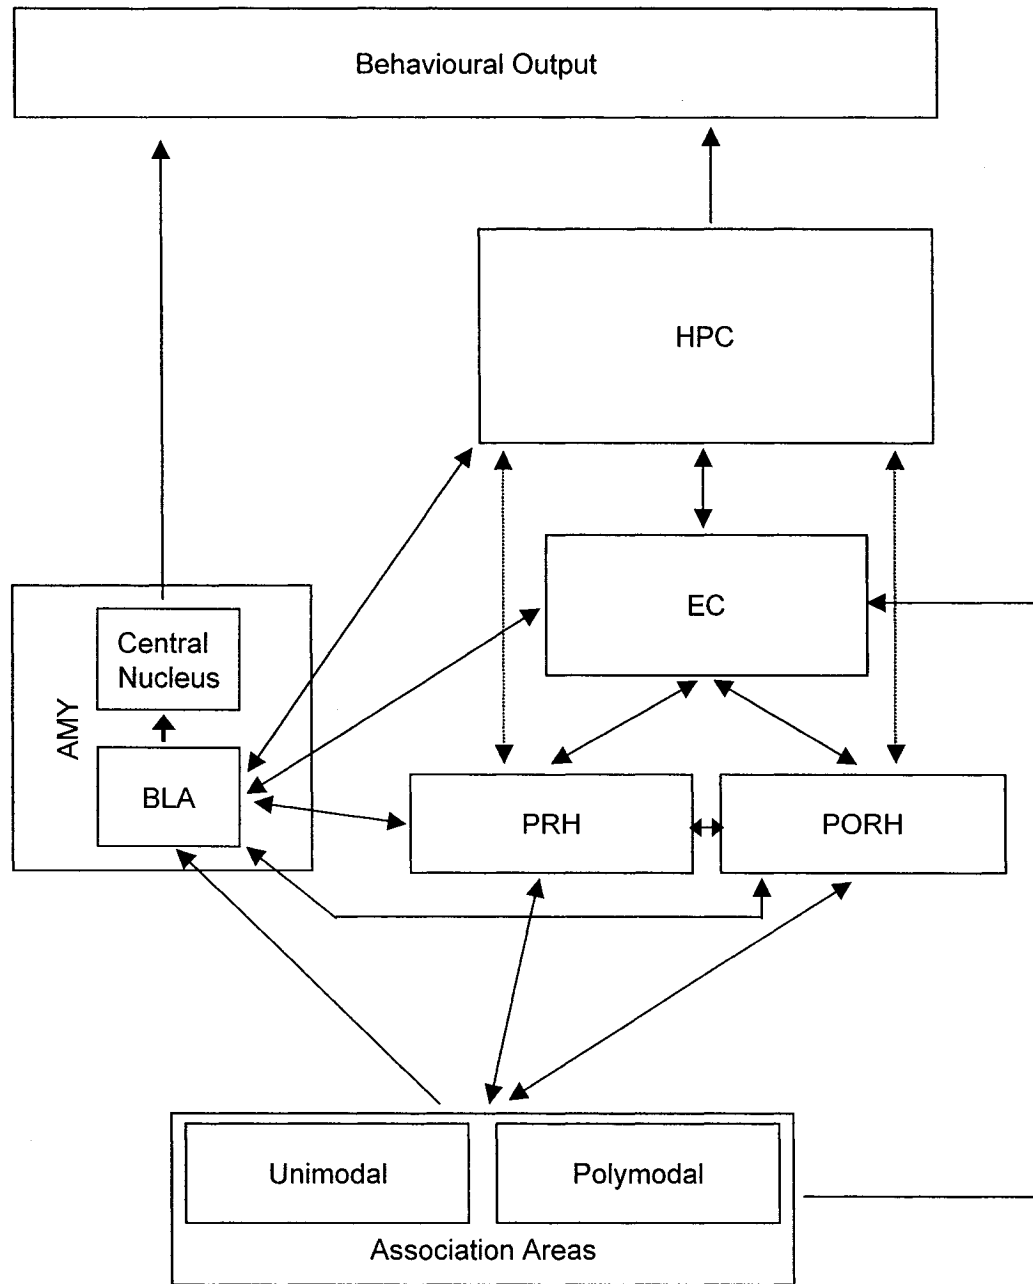 Behavioural Output
HPC
EC
Central
Nucleus
AMY
BLA
PRH
PORH
Unimodal
Polymodal
Association Areas